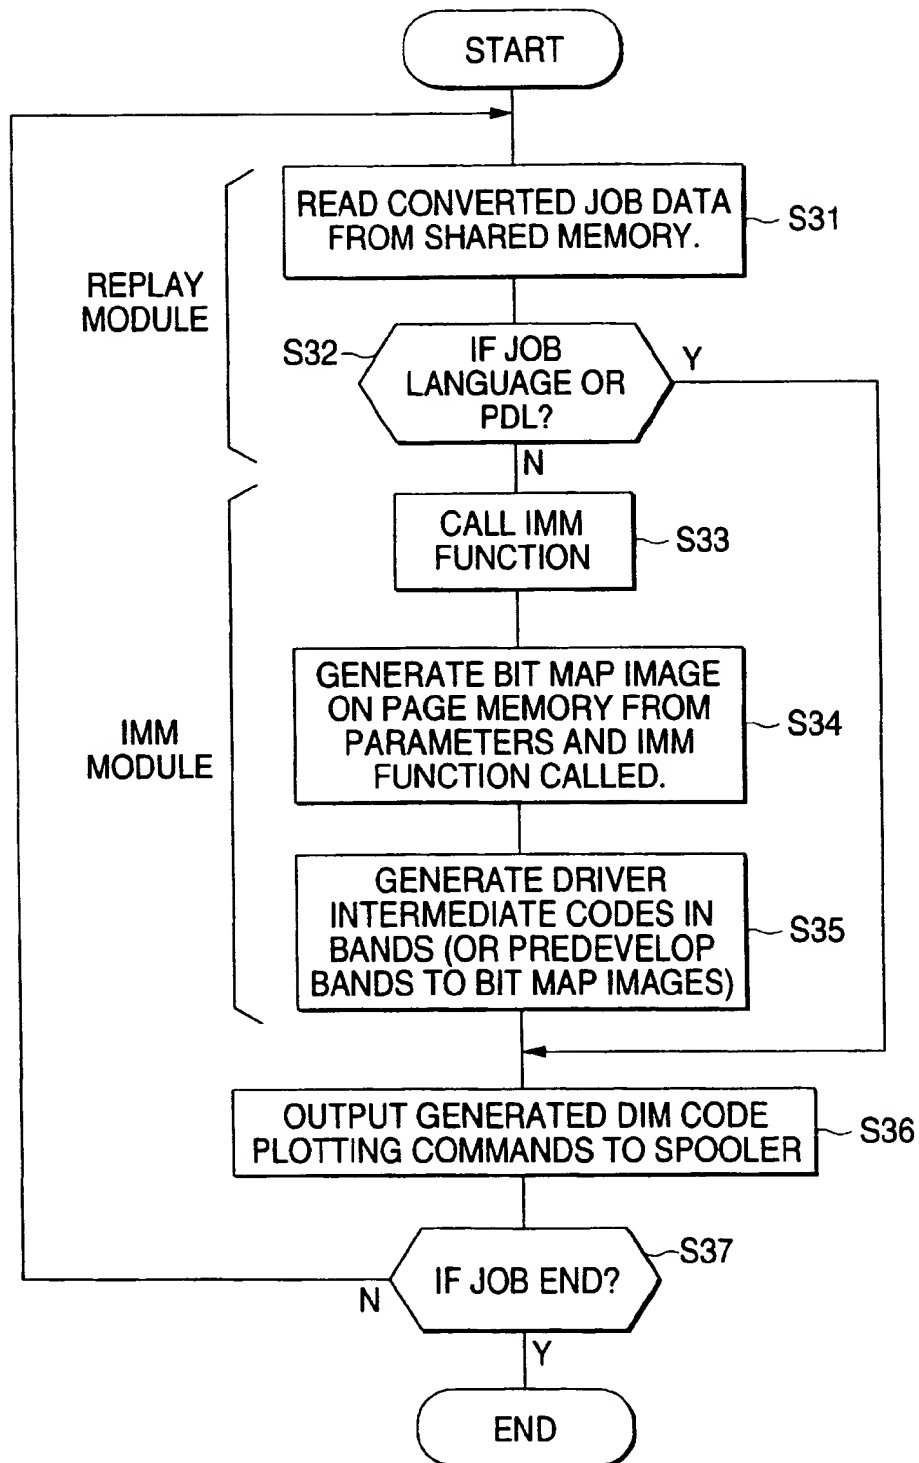 START
READ CONVERTED JOB DATA
FROM SHARED MEMORY.
S31
REPLAY
MODULE
S32
IF JOB
LANGUAGE OR
PDL?
Y
N
CALL IMM
FUNCTION
S33
GENERATE BIT MAP IMAGE
ON PAGE MEMORY FROM
PARAMETERS AND IMM
FUNCTION CALLED.
S34
IMM
MODULE
GENERATE DRIVER
INTERMEDIATE CODES IN
BANDS (OR PREDEVELOP
BANDS TO BIT MAP IMAGES)
S35
OUTPUT GENERATED DIM CODE
PLOTTING COMMANDS TO SPOOLER
S36
IF JOB END?
S37
N
Y
END